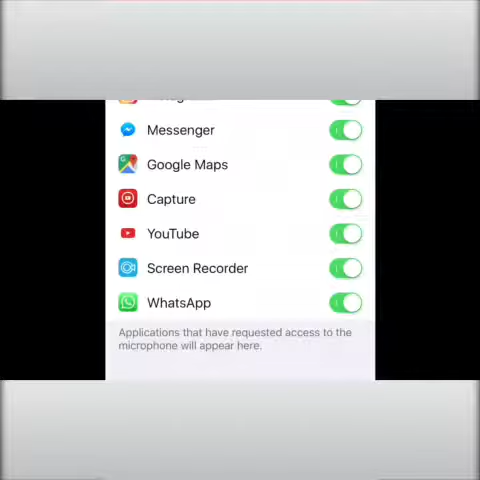 Messenger
Google Maps
Capture
YouTube
Screen Recorder
WhatsApp
Applications that have requested access to the
microphone will appear here.